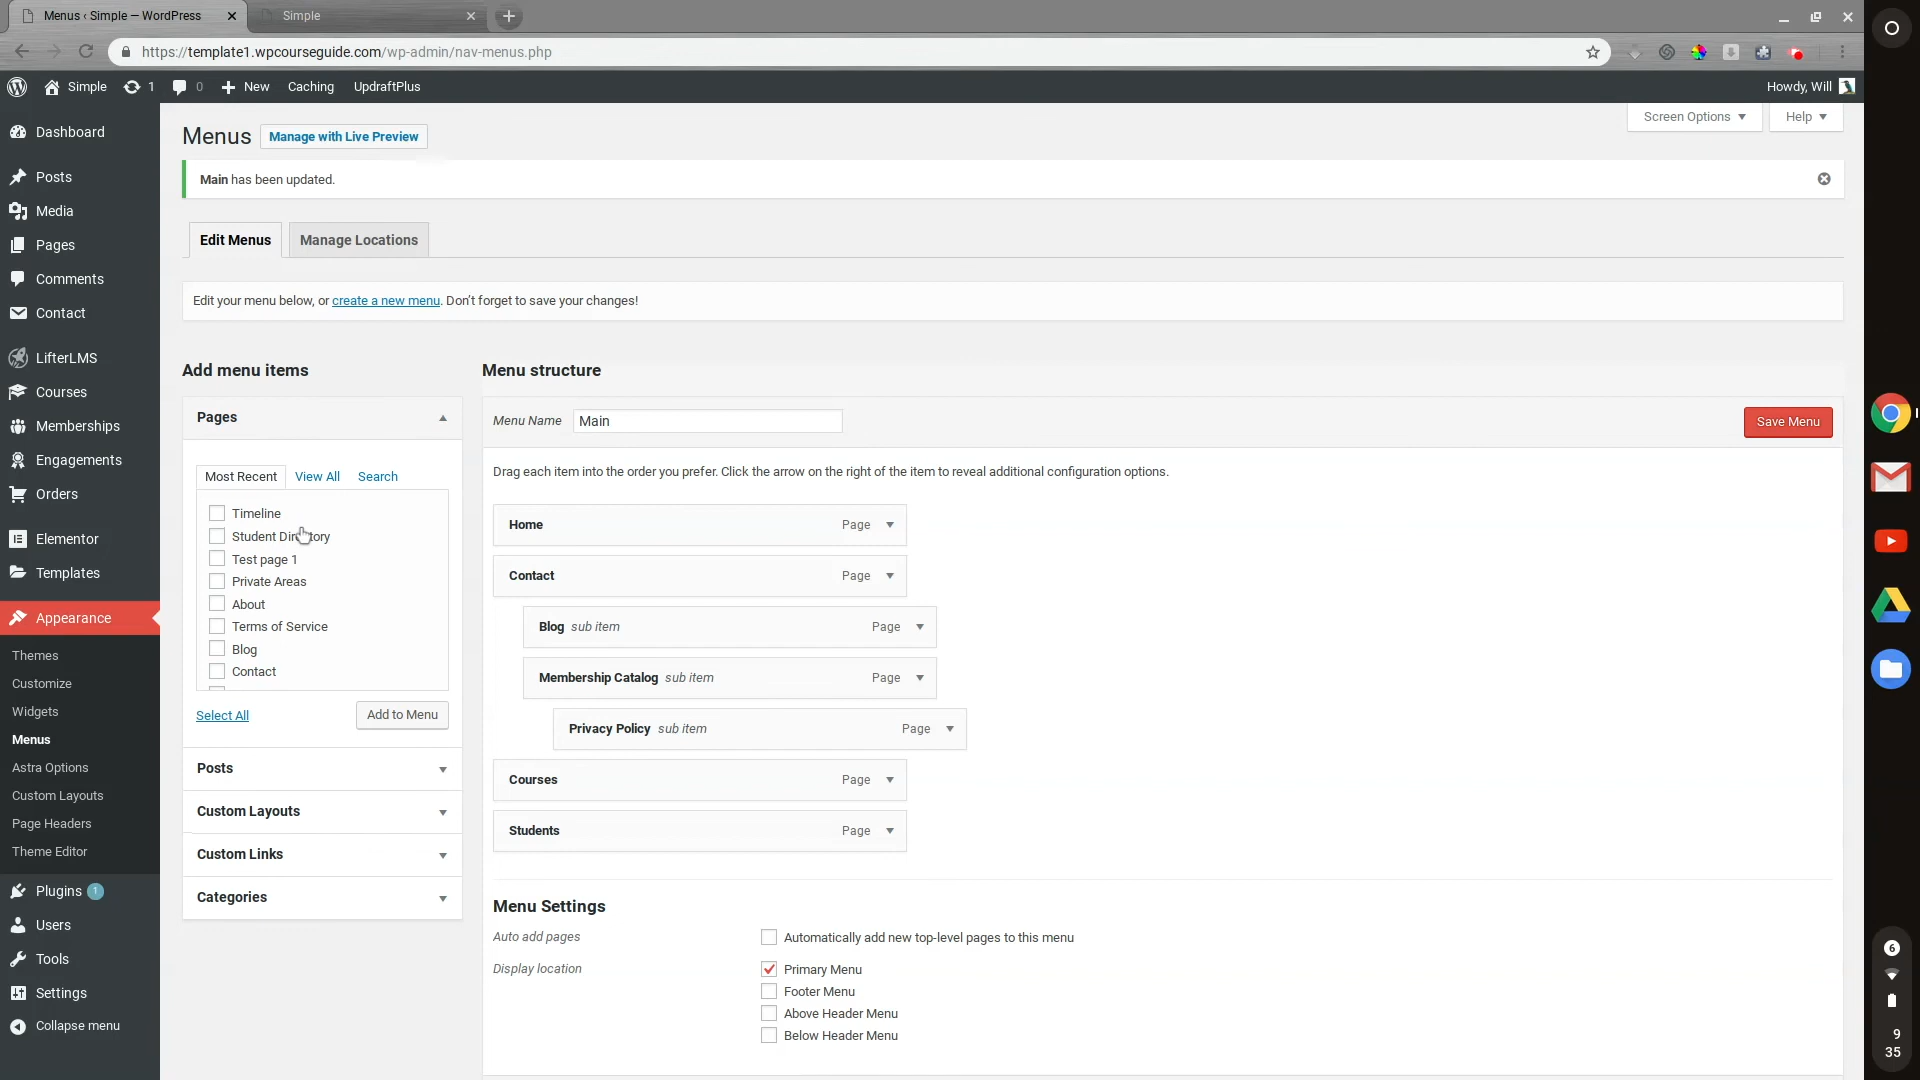 Menus ‹ Simple — WordPress
Simple
https://template1.wpcourseguide.com/wp-admin/nav-menus.php
Simple 1 0 New Caching UpdraftPlus Howdy, Will
Dashboard
Posts
Media
Pages
Comments
Contact
LifterLMS
Courses
Memberships
Engagements
Orders
Elementor
Templates
Appearance
Themes
Customize
Widgets
Menus
Astra Options
Custom Layouts
Page Headers
Theme Editor
Plugins 1
Users
Tools
Settings
Collapse menu
Menus Manage with Live Preview
Screen Options Help
Main has been updated.
Edit Menus Manage Locations
Edit your menu below, or create a new menu. Don’t forget to save your changes!
Add menu items
Pages
Most Recent View All Search
Timeline
Student Directory
Test page 1
Private Areas
About
Terms of Service
Blog
Contact
Select All Add to Menu
Posts
Custom Layouts
Custom Links
Categories
Menu structure
Menu Name Main Save Menu
Drag each item into the order you prefer. Click the arrow on the right of the item to reveal additional configuration options.
Home Page
Contact Page
Blog sub item Page
Membership Catalog sub item Page
Privacy Policy sub item Page
Courses Page
Students Page
Menu Settings
Auto add pages Automatically add new top-level pages to this menu
Display location Primary Menu
Footer Menu
Above Header Menu
Below Header Menu
6
9
35